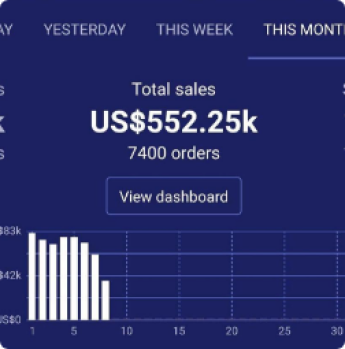 AY YESTERDAY THIS WEEK THIS MONT
Total sales
US$552.25k
7400 orders
View dashboard
$83k
$42k
US$0
1 5 10 15 20 25 30